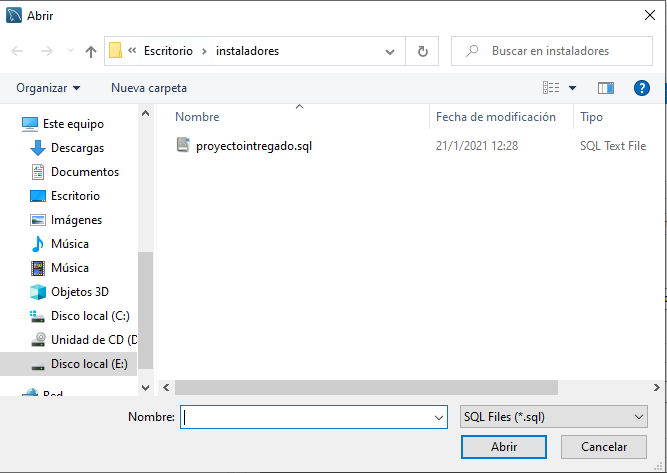 Abrir
Escritorio
instaladores
Buscar en instaladores
Organizar
Nueva carpeta
Nombre
Fecha de modificación
Tipo
Este equipo
Descargas
Documentos
Escritorio
Imágenes
Música
Música
Objetos 3D
Disco local (C:)
Unidad de CD (D
Disco local (E:)
Red
proyectointregado.sql
21/1/2021 12:28
SQL Text File
Nombre:
SQL Files (*.sql)
Abrir
Cancelar